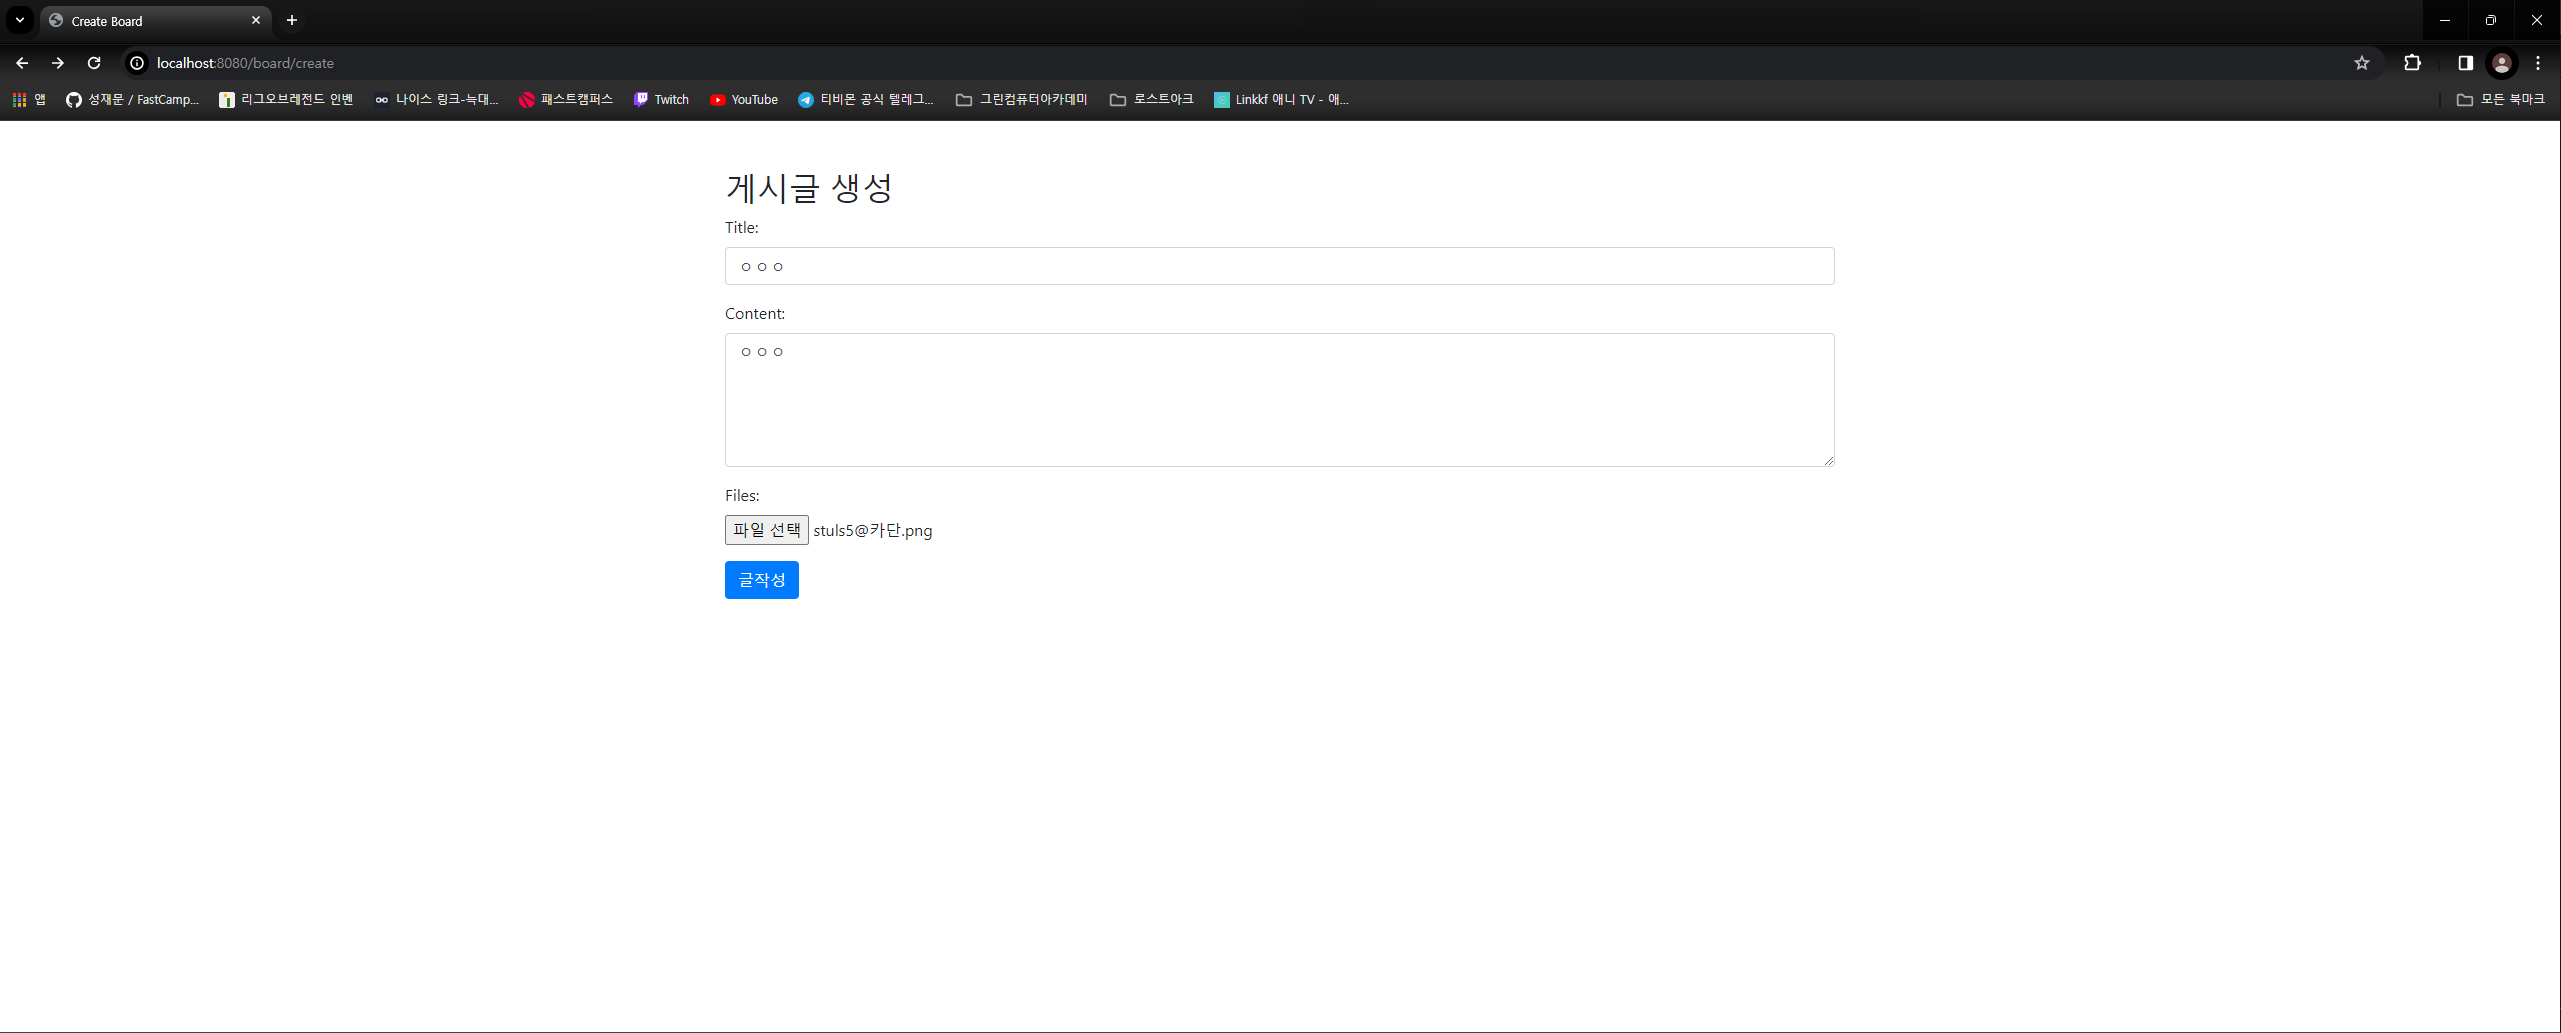 Create Board
localhost:8080/board/create
앱 성재문 / FastCamp... 리그오브레전드 인벤 나이스 링크-늑대... 패스트캠퍼스 Twitch YouTube 티비몬 공식 텔레그... 그린컴퓨터아카데미 로스트아크 Linkkf 애니 TV - 애... 모든 북마크
게시글 생성
Title:
ㅇㅇㅇ
Content:
ㅇㅇㅇ
Files:
파일 선택 stuls5@카단.png
글작성